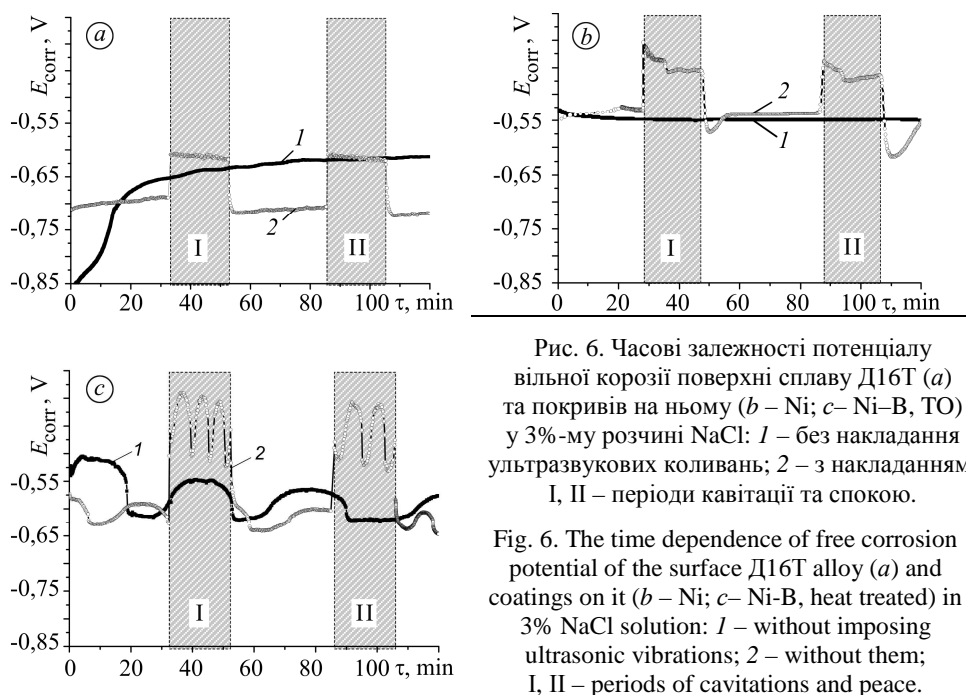 a
E corr, V
-0,55
-0,65
-0,75
-0,85
0 20 40 60 80 100 τ, min
1
2
I
II
b
E corr, V
-0,55
-0,65
-0,75
-0,85
0 20 40 60 80 100 τ, min
2
1
I
II
c
E corr, V
-0,55
-0,65
-0,75
-0,85
0 20 40 60 80 100 τ, min
1
2
I
II
Рис. 6. Часові залежності потенціалу
вільної корозії поверхні сплаву Д16Т (a)
та покривів на ньому (b – Ni; c– Ni–B, ТО)
у 3%-му розчині NaCl: 1 – без накладання
ультразвукових коливань; 2 – з накладанням
I, II – періоди кавітації та спокою.
Fig. 6. The time dependence of free corrosion
potential of the surface Д16Т alloy (a) and
coatings on it (b – Ni; c– Ni-B, heat treated) in
3% NaCl solution: 1 – without imposing
ultrasonic vibrations; 2 – without them;
I, II – periods of cavitations and peace.